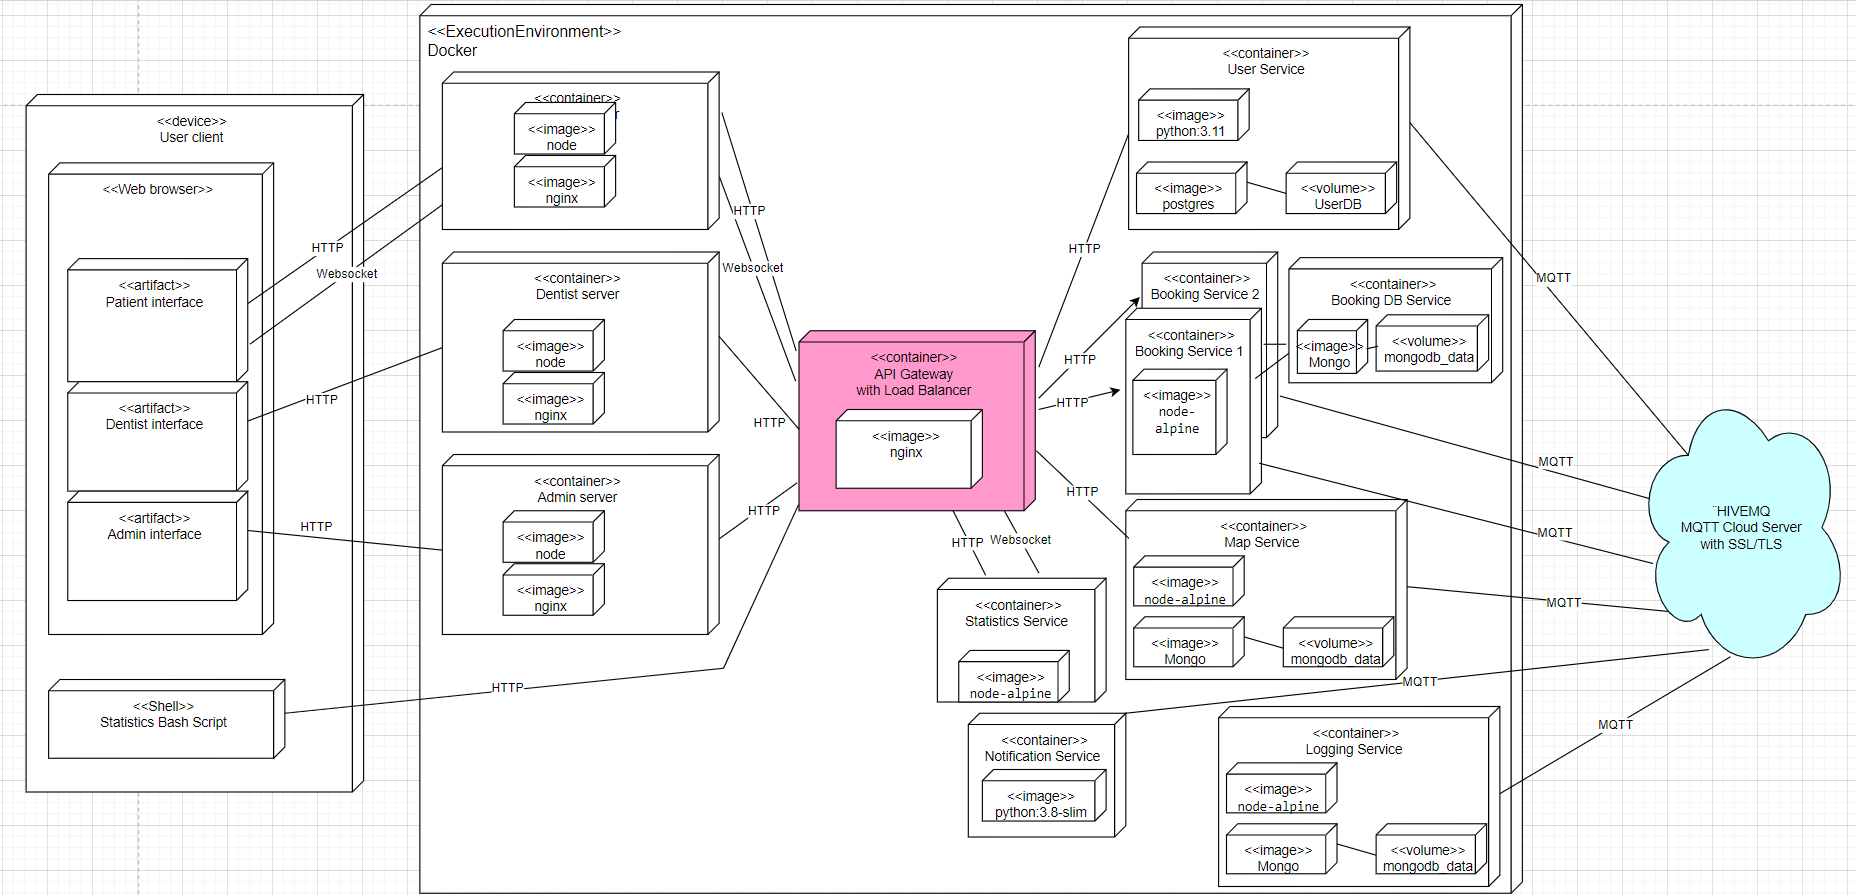 <<ExecutionEnvironment>>
Docker
<<device>>
User client
<<Web browser>>
<<artifact>>
Patient interface
<<artifact>>
Dentist interface
<<artifact>>
Admin interface
<<Shell>>
Statistics Bash Script
HTTP
Websocket
HTTP
HTTP
HTTP
<<container>>
<<image>>
node
<<image>>
nginx
<<container>>
Dentist server
<<image>>
node
<<image>>
nginx
<<container>>
Admin server
<<image>>
node
<<image>>
nginx
HTTP
Websocket
HTTP
HTTP
<<container>>
API Gateway
with Load Balancer
<<image>>
nginx
HTTP
HTTP
HTTP
HTTP
HTTP
Websocket
<<container>>
User Service
<<image>>
python:3.11
<<image>>
postgres
<<volume>>
UserDB
<<container>>
Booking Service 2
<<container>>
Booking Service 1
<<image>>
node-
alpine
<<container>>
Booking DB Service
<<image>>
Mongo
<<volume>>
mongodb_data
<<container>>
Map Service
<<image>>
node-alpine
<<image>>
Mongo
<<volume>>
mongodb_data
<<container>>
Statistics Service
<<image>>
node-alpine
<<container>>
Notification Service
<<image>>
python:3.8-slim
<<container>>
Logging Service
<<image>>
node-alpine
<<image>>
Mongo
<<volume>>
mongodb_data
MQTT
MQTT
MQTT
MQTT
MQTT
MQTT
¨HIVEMQ
MQTT Cloud Server
with SSL/TLS